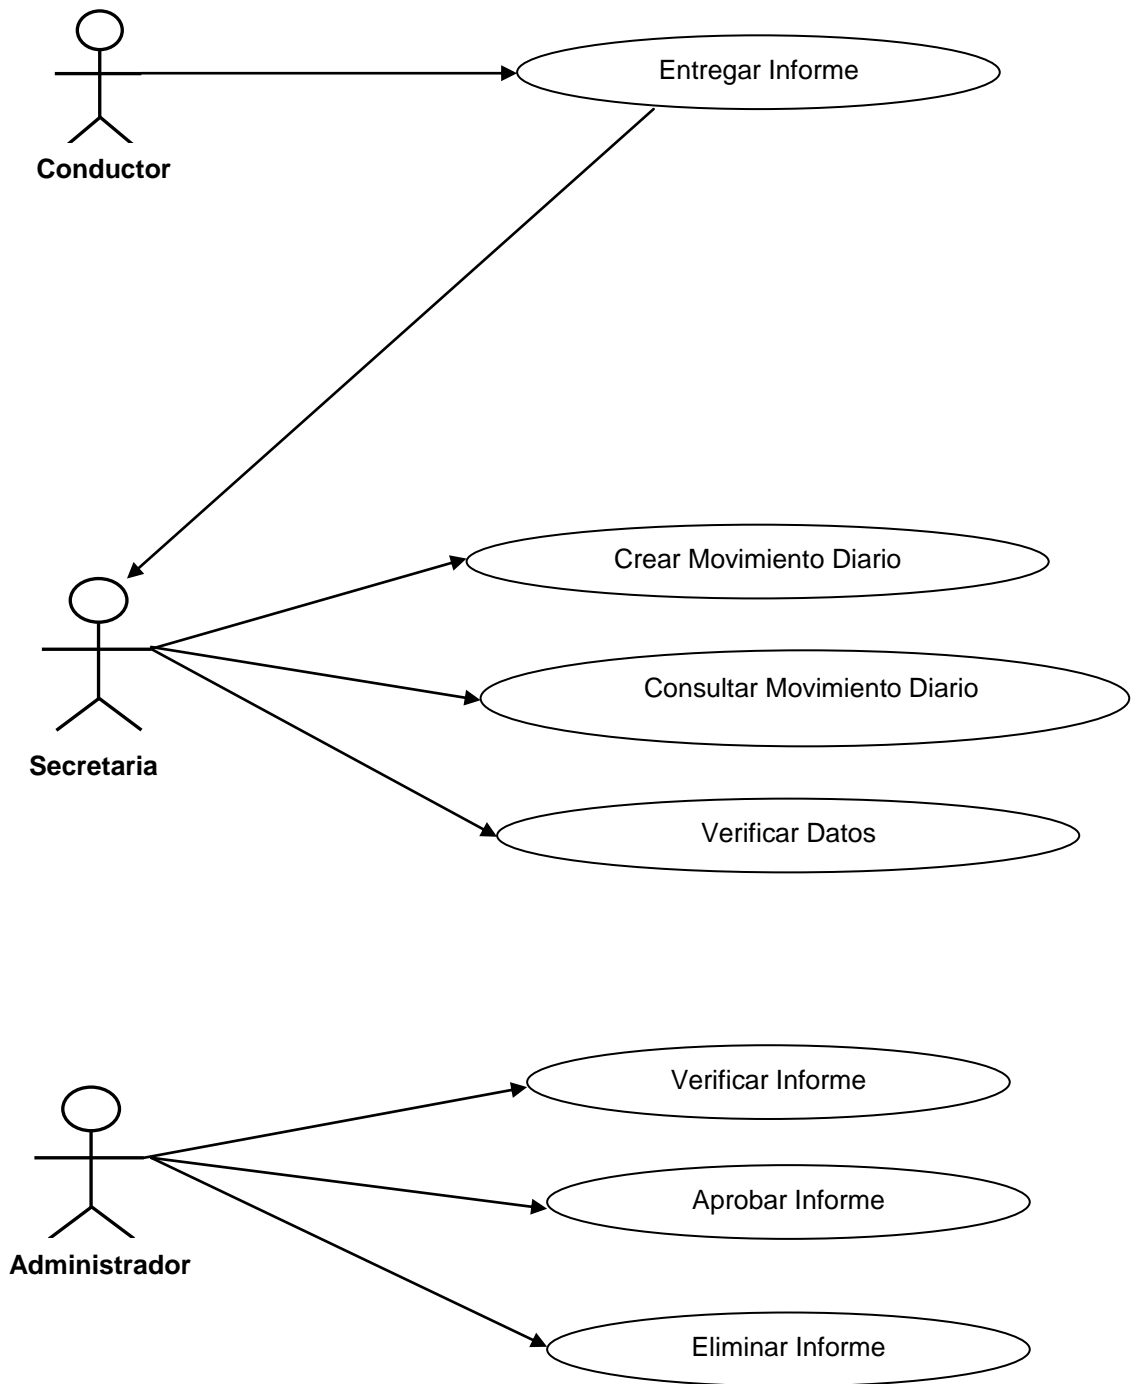 Entregar Informe
Conductor
Crear Movimiento Diario
Consultar Movimiento Diario
Secretaria
Verificar Datos
Verificar Informe
Aprobar Informe
Administrador
Eliminar Informe